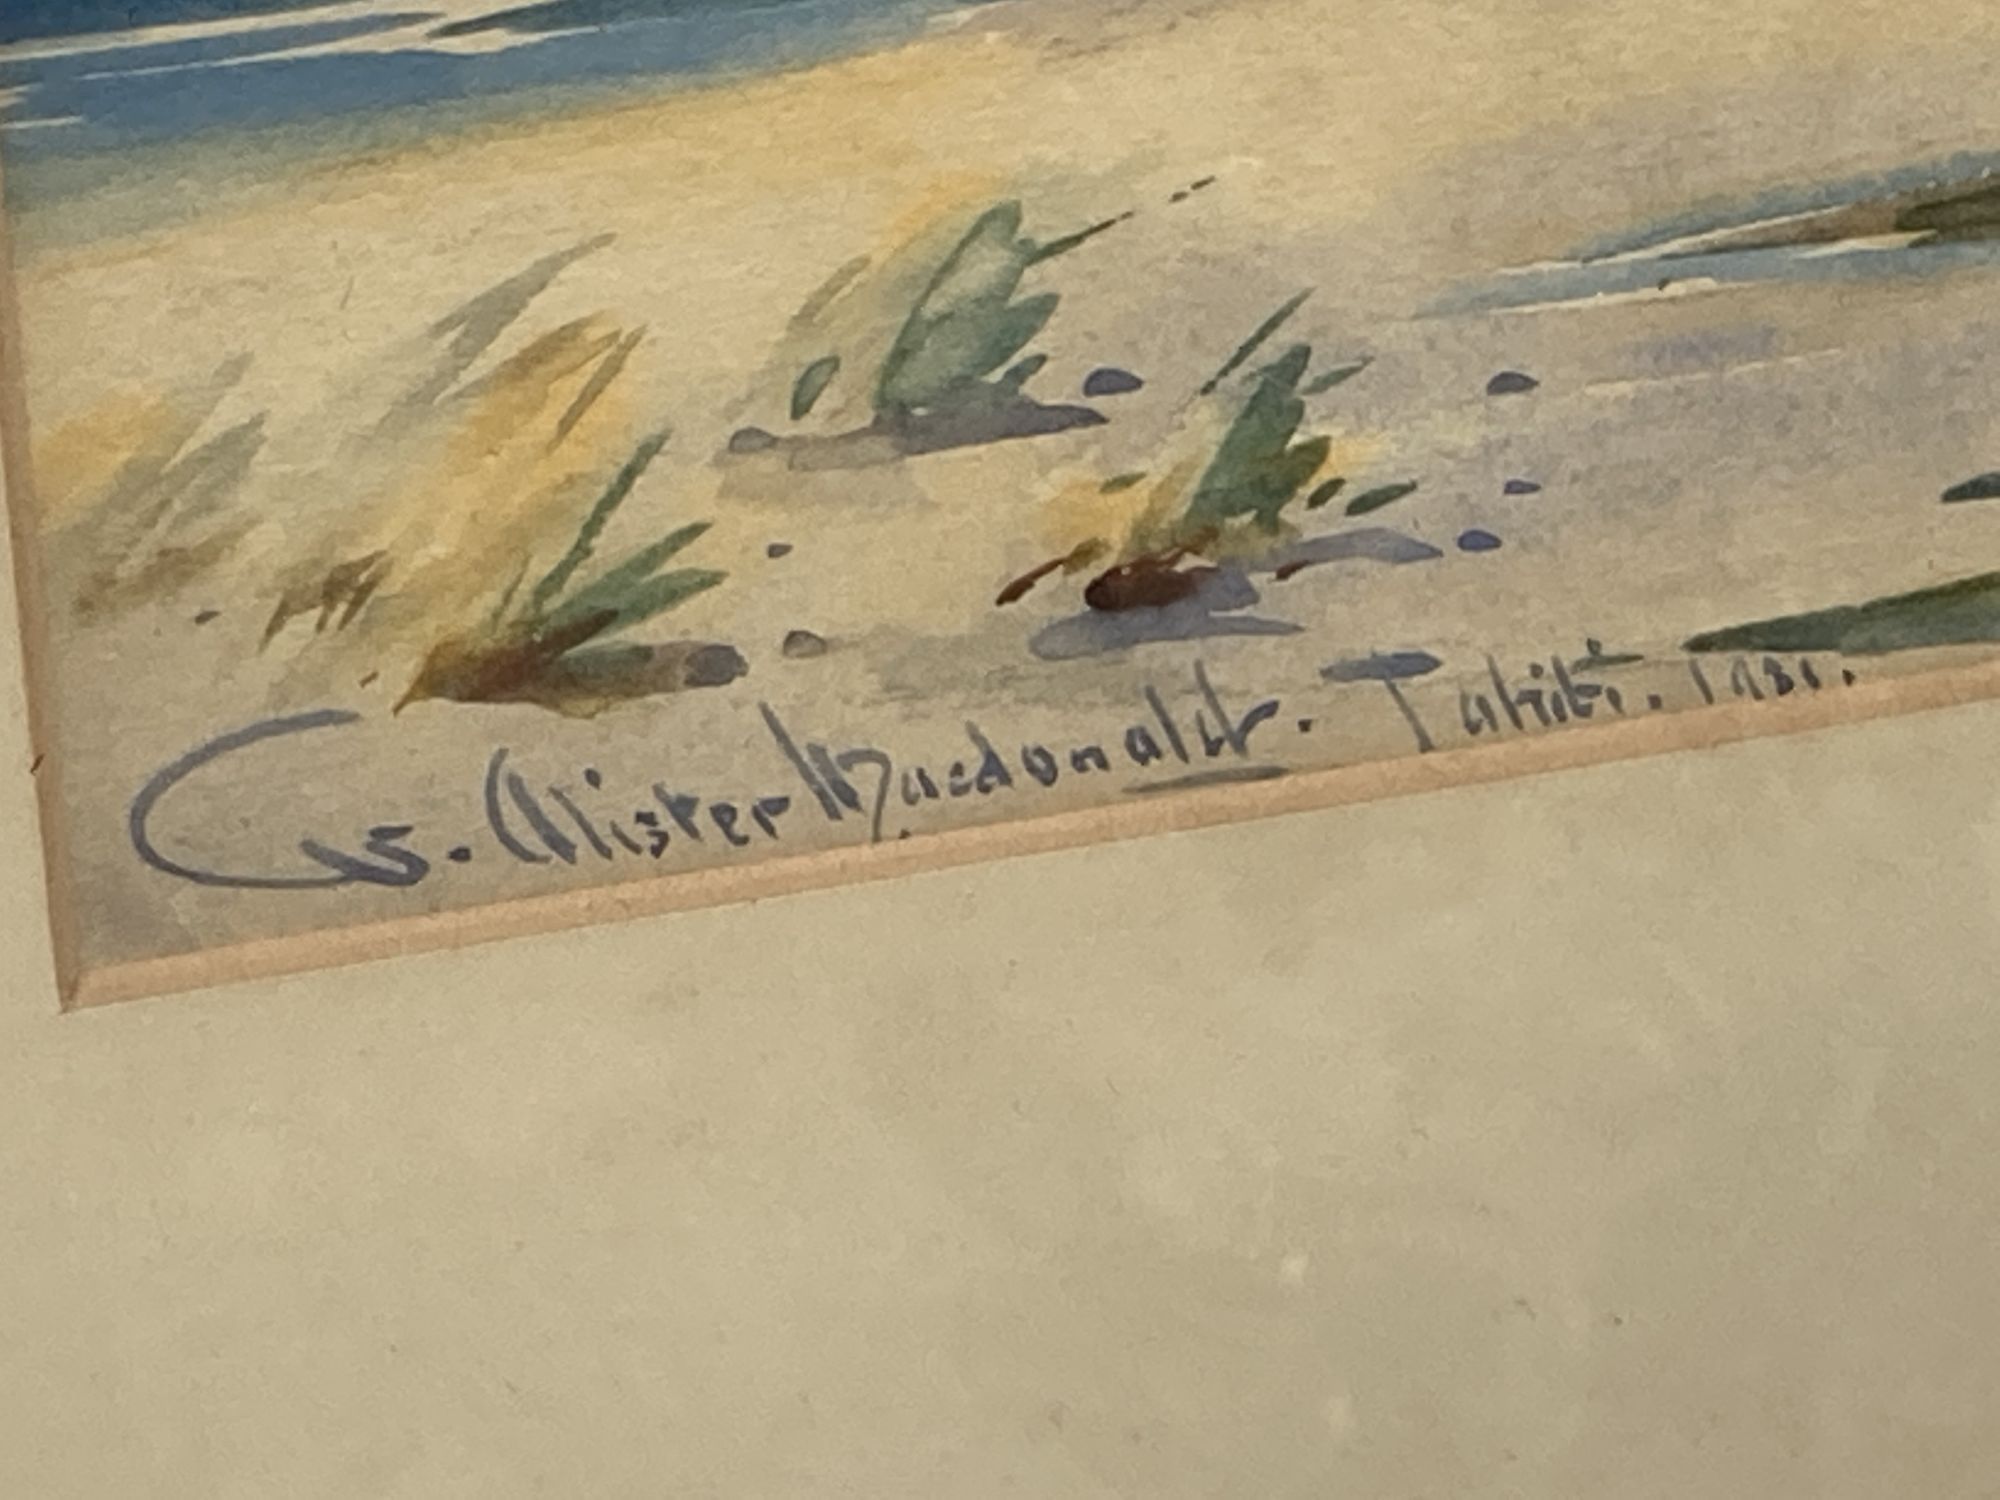 G. Alister Macdonald. Tahiti. 1931.